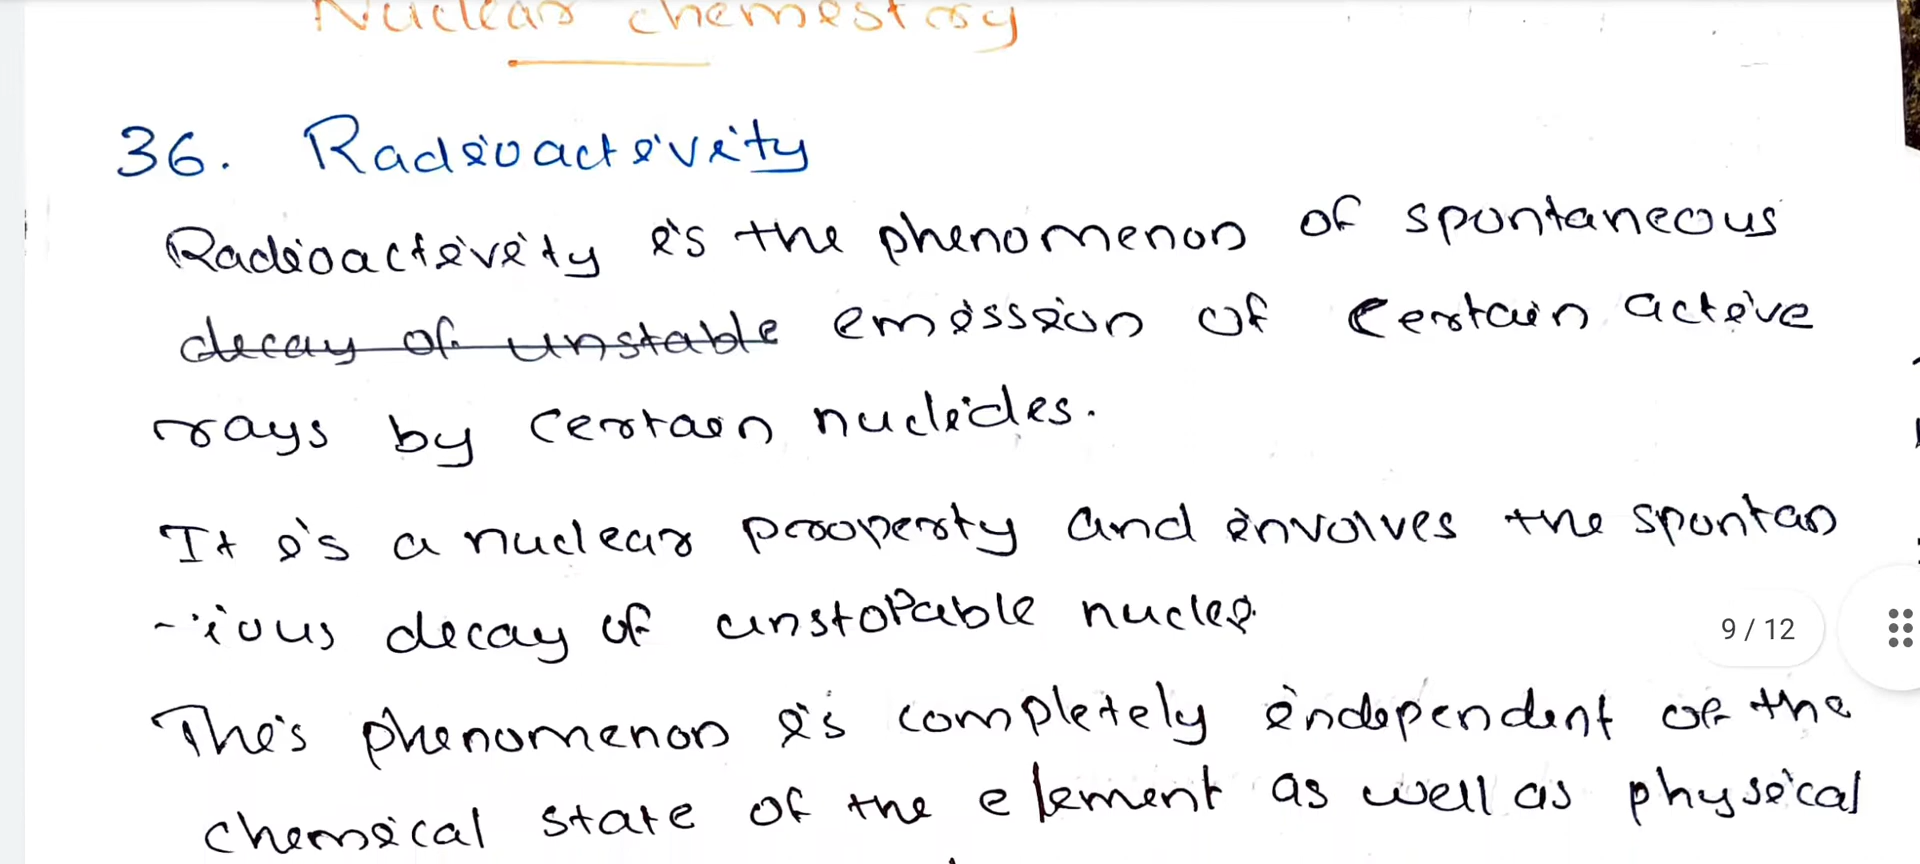 Nuclear chemestry
36. Radioactivity
Radioactivity is the phenomenon of spontaneous
decay of unstable emission of certain active
rays by certain nuclides.
It is a nuclear property and involves the spontan
-ious decay of unstopable nuclei
9 / 12
This phenomenon is completely independent of the
chemical state of the element as well as physical